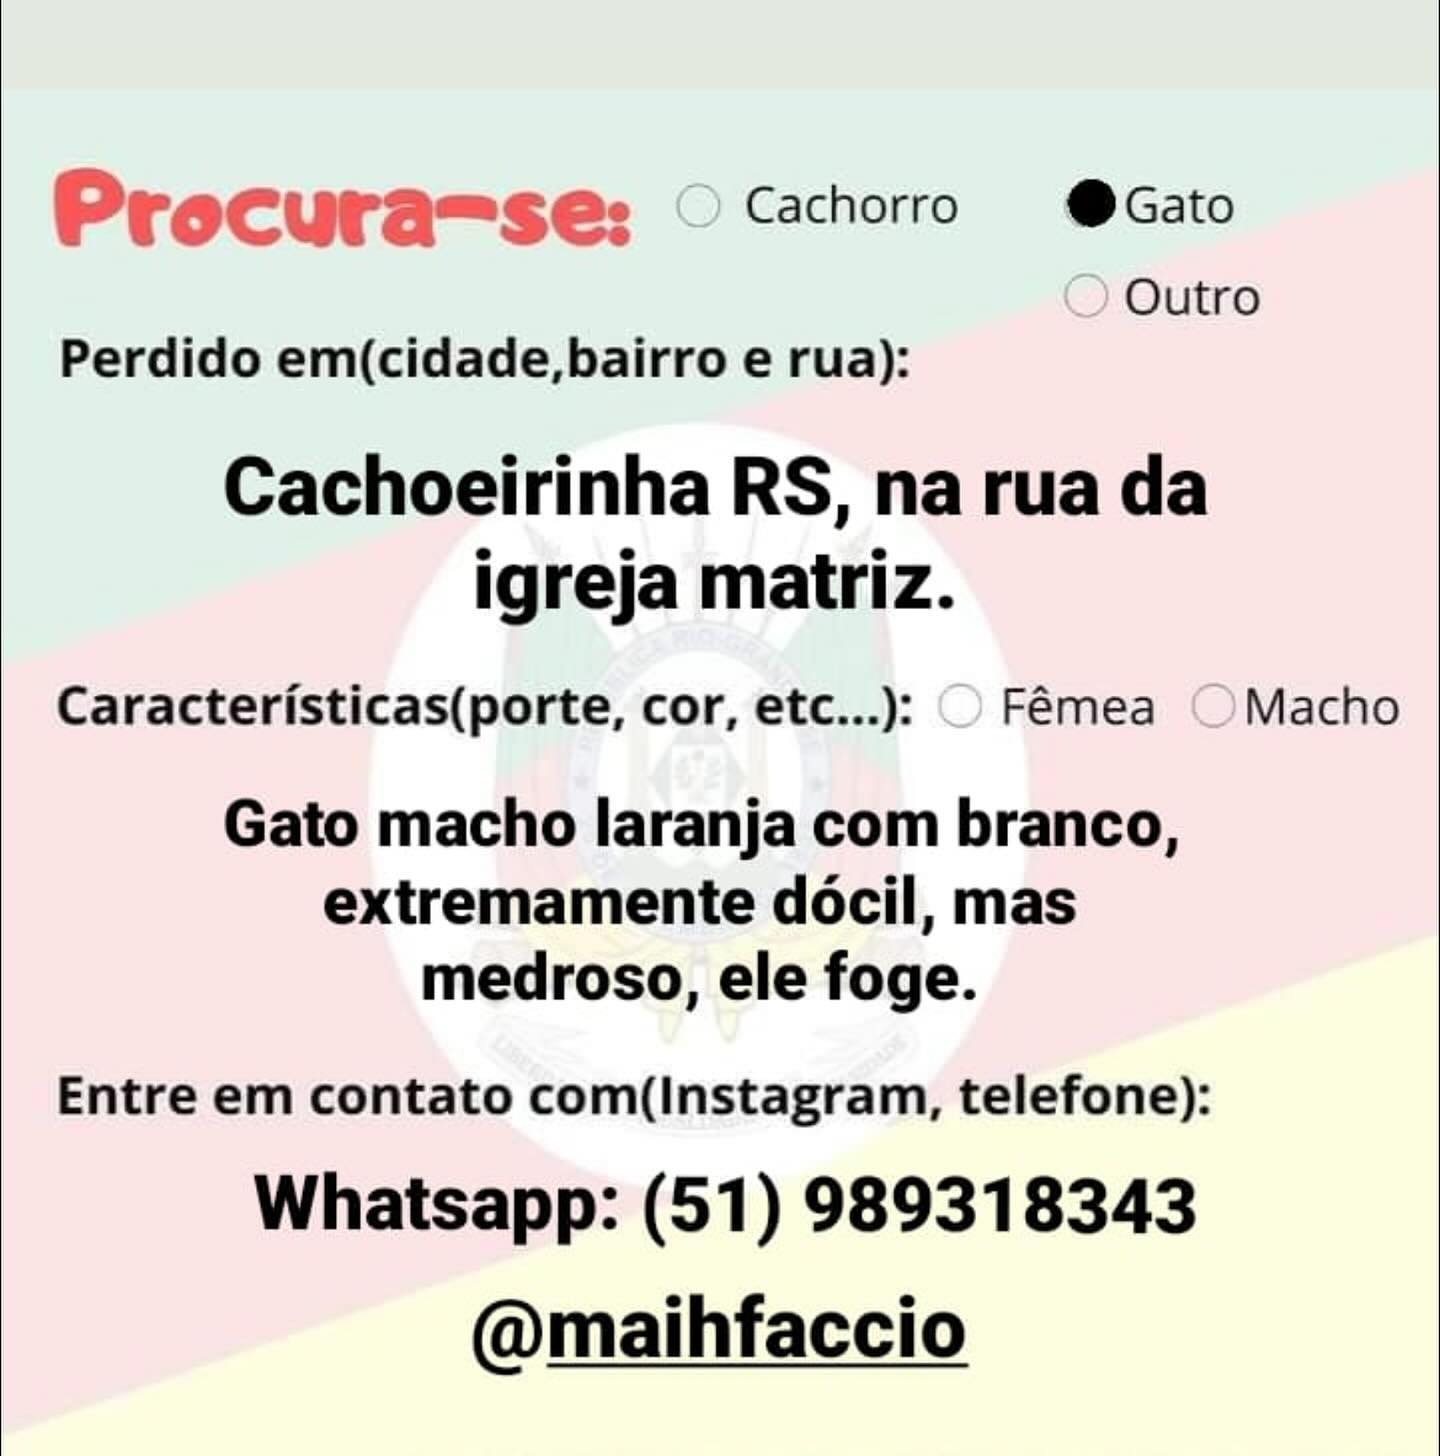 Procura-se: Cachorro Gato
Outro
Perdido em(cidade,bairro e rua):
Cachoeirinha RS, na rua da
igreja matriz.
Características(porte, cor, etc...): Fêmea Macho
Gato macho laranja com branco,
extremamente dócil, mas
medroso, ele foge.
Entre em contato com(Instagram, telefone):
Whatsapp: (51) 989318343
@maihfaccio